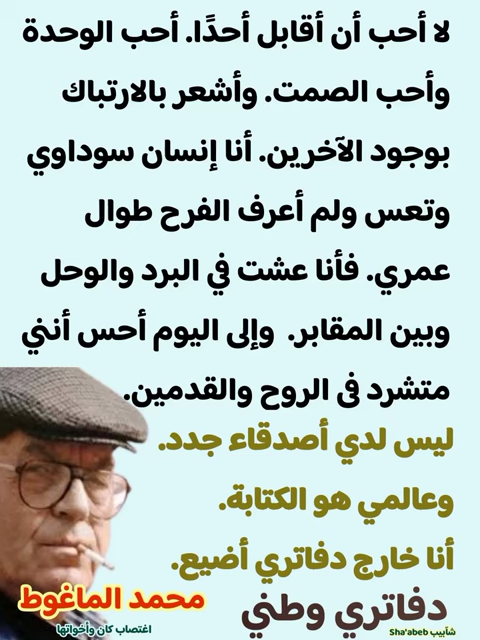 لا أحب أن أقابل أحدًا. أحب الوحدة
وأحب الصمت. وأشعر بالارتباك
بوجود الآخرين. أنا إنسان سوداوي
وتعس ولم أعرف الفرح طوال
عمري. فأنا عشت في البرد والوحل
وبين المقابر. وإلى اليوم أحس أنني
متشرد فى الروح والقدمين.
ليس لدي أصدقاء جدد.
وعالمي هو الكتابة.
أنا خارج دفاتري أضيع.
دفاتري وطني
محمد الماغوط
اغتصاب كان وأخواتها
شآبيب Sha'abeb